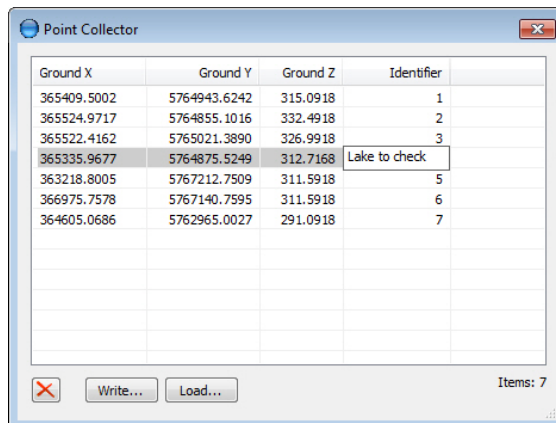 Point Collector
Ground X Ground Y Ground Z Identifier
365409.5002 5764943.6242 315.0918 1
365524.9717 5764855.1016 332.4918 2
365522.4162 5765021.3890 326.9918 3
365335.9677 5764875.5249 312.7168 Lake to check
363218.8005 5767212.7509 311.5918 5
366975.7578 5767140.7595 311.5918 6
364605.0686 5762965.0027 291.0918 7
Write... Load... Items: 7